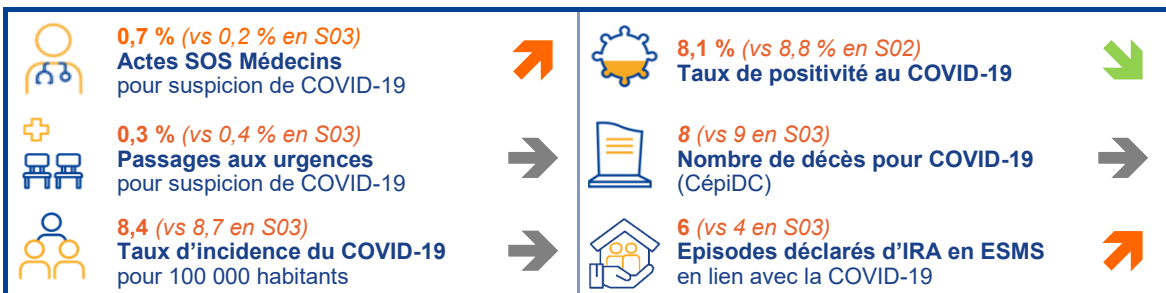 0,7 % (vs 0,2 % en S03)
Actes SOS Médecins
pour suspicion de COVID-19
0,3 % (vs 0,4 % en S03)
Passages aux urgences
pour suspicion de COVID-19
8,4 (vs 8,7 en S03)
Taux d’incidence du COVID-19
pour 100 000 habitants
8,1 % (vs 8,8 % en S02)
Taux de positivité au COVID-19
8 (vs 9 en S03)
Nombre de décès pour COVID-19
(CépiDC)
6 (vs 4 en S03)
Episodes déclarés d’IRA en ESMS
en lien avec la COVID-19